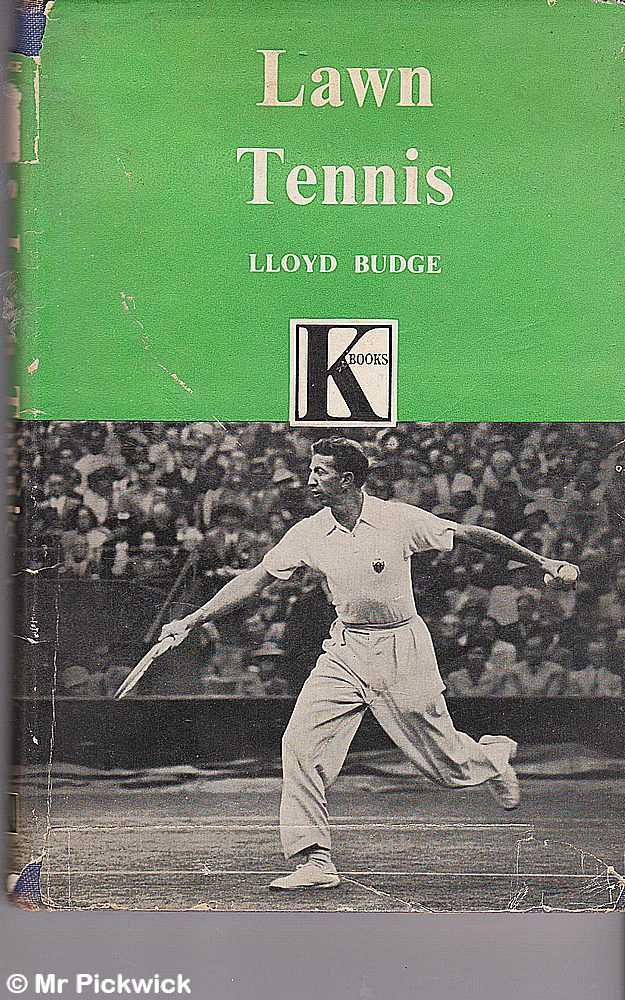 Lawn
Tennis
LLOYD BUDGE
K BOOKS
© Mr Pickwick